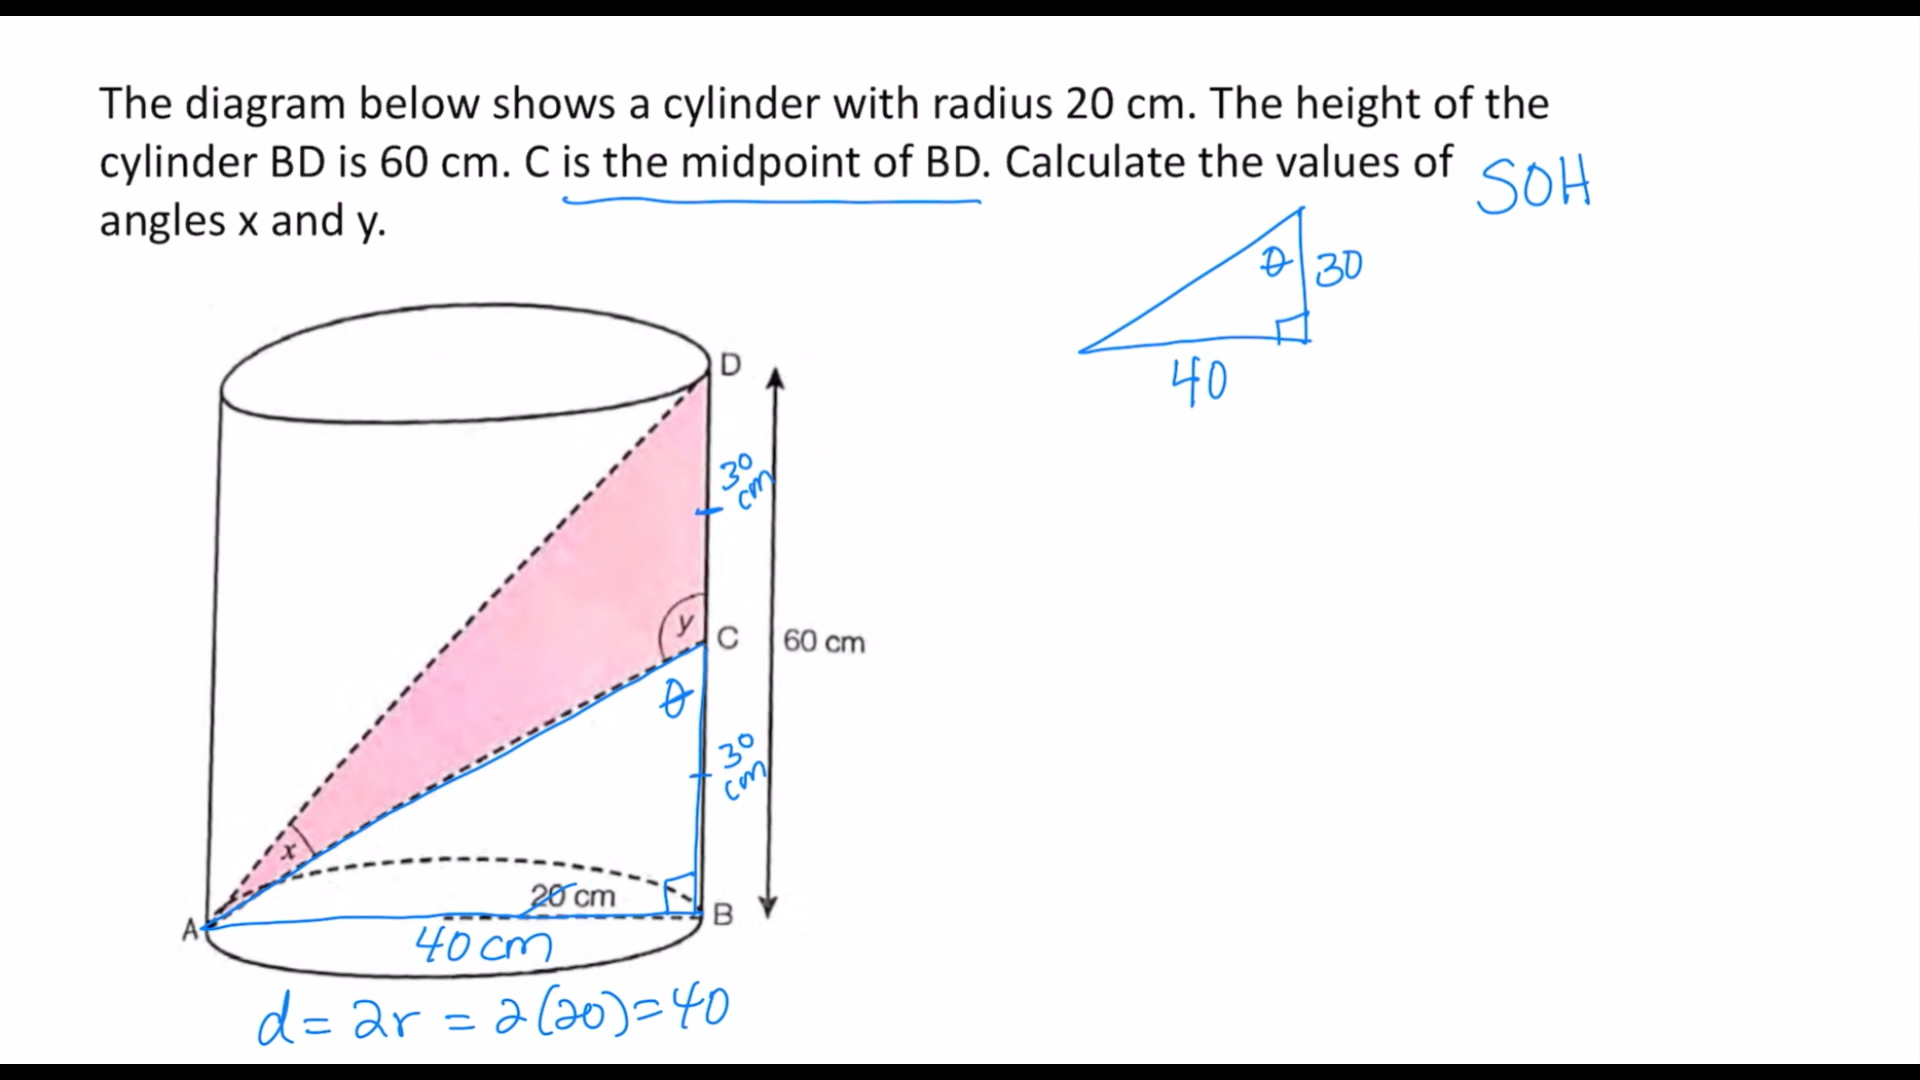 The diagram below shows a cylinder with radius 20 cm. The height of the
cylinder BD is 60 cm. C is the midpoint of BD. Calculate the values of
angles x and y.
SOH
θ
30
40
D
30
cm
y
C
60 cm
θ
30
cm
x
20 cm
A
B
40 cm
d = 2r = 2(20)=40